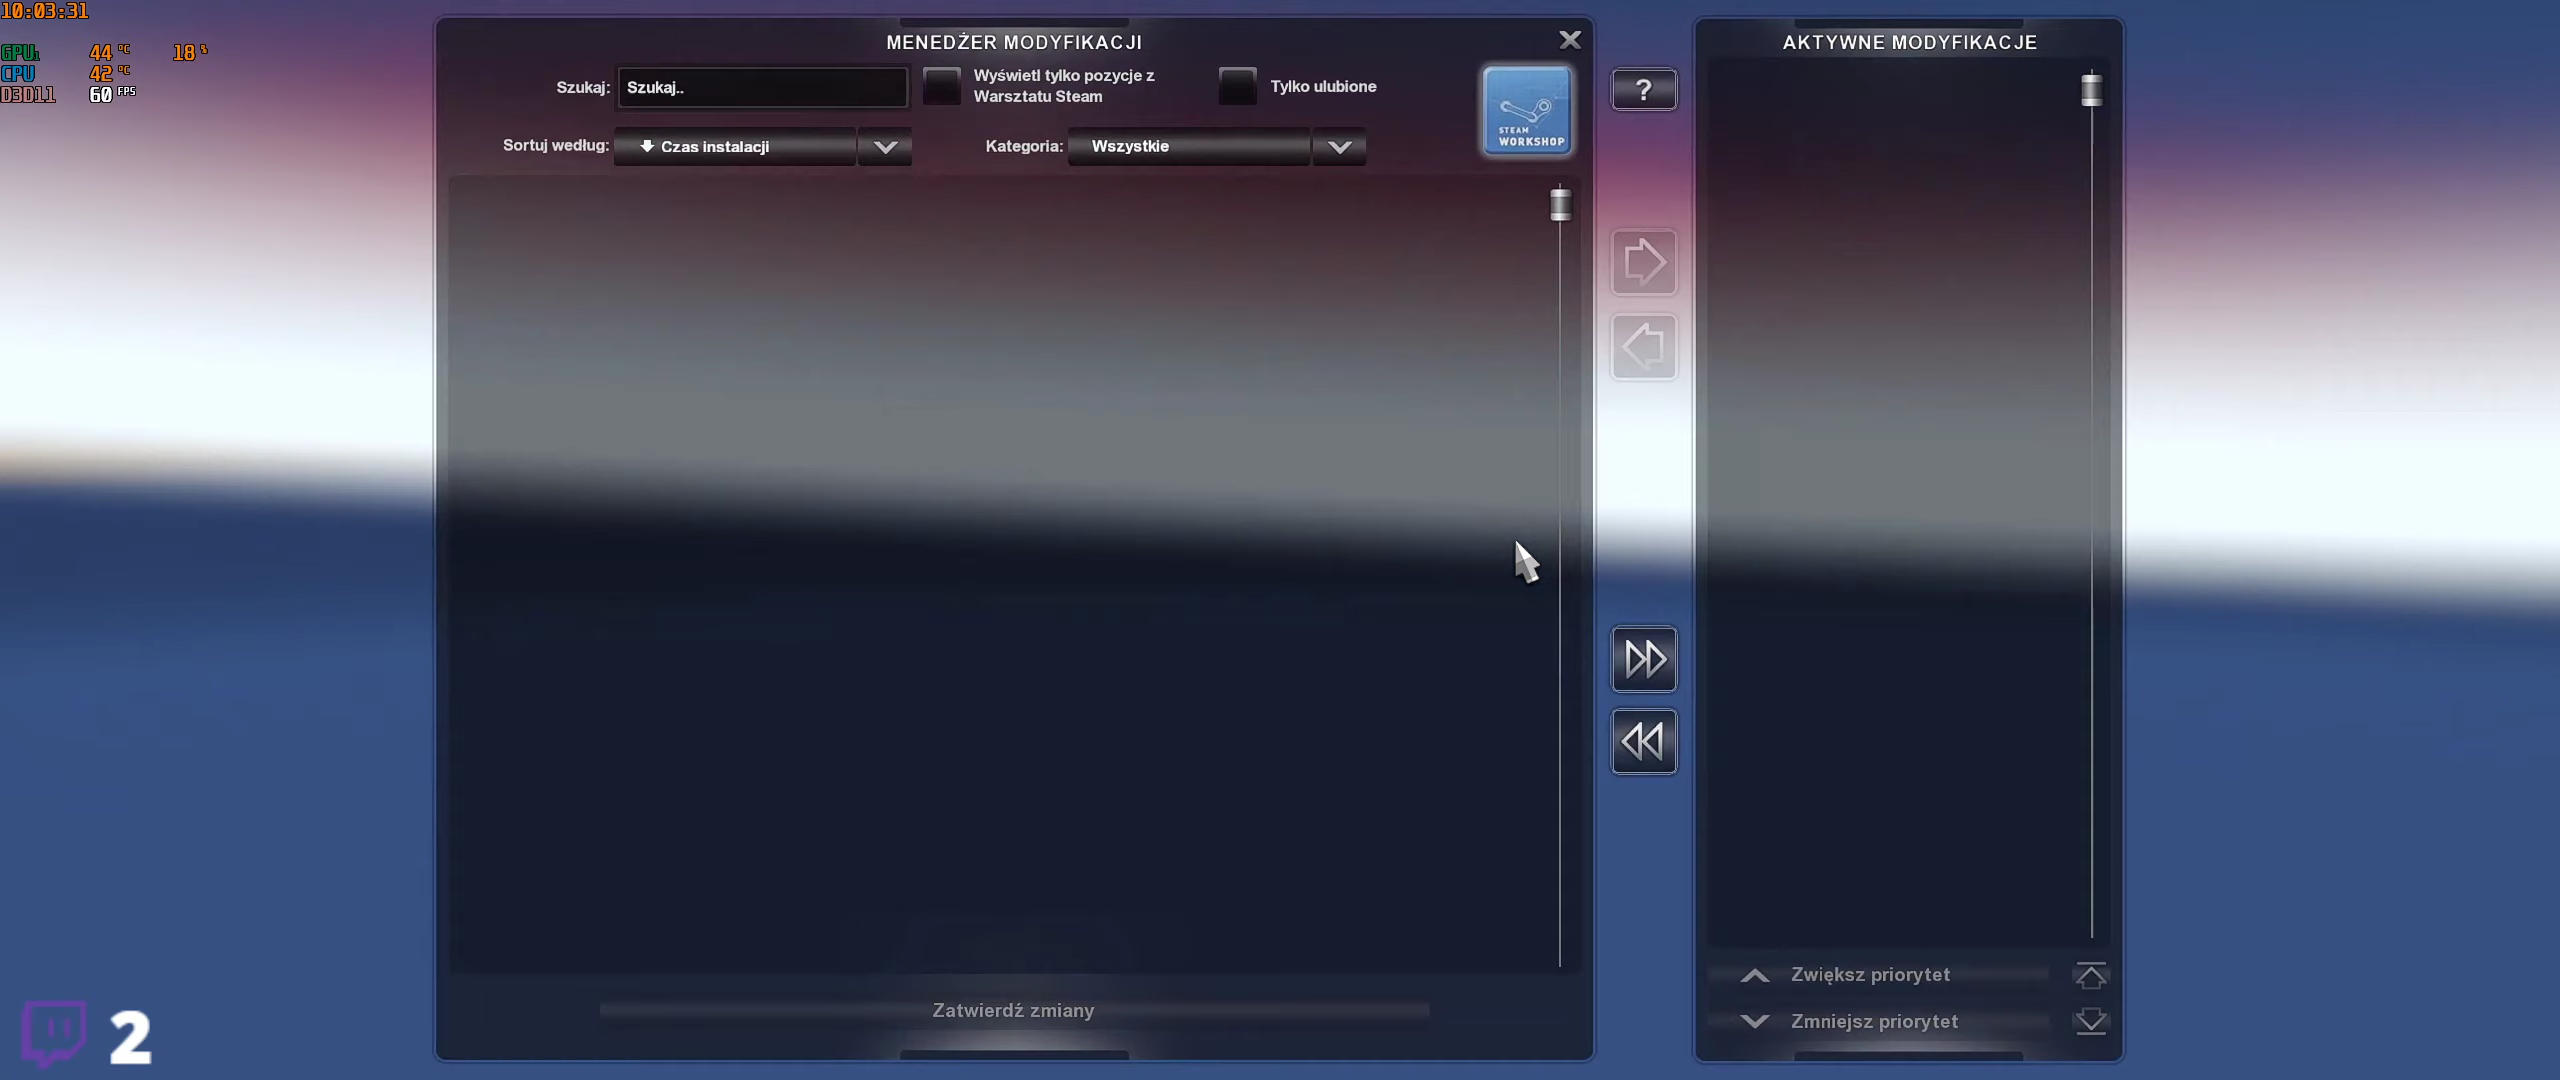 10:03:31
GPU1 44 °C 18 %
CPU 42 °C
D3D11 60 FPS
MENEDŻER MODYFIKACJI
Szukaj: Szukaj..
Wyświetl tylko pozycje z
Warsztatu Steam
Tylko ulubione
Sortuj według: Czas instalacji
Kategoria: Wszystkie
STEAM
WORKSHOP
?
AKTYWNE MODYFIKACJE
Zatwierdź zmiany
Zwiększ priorytet
Zmniejsz priorytet
2